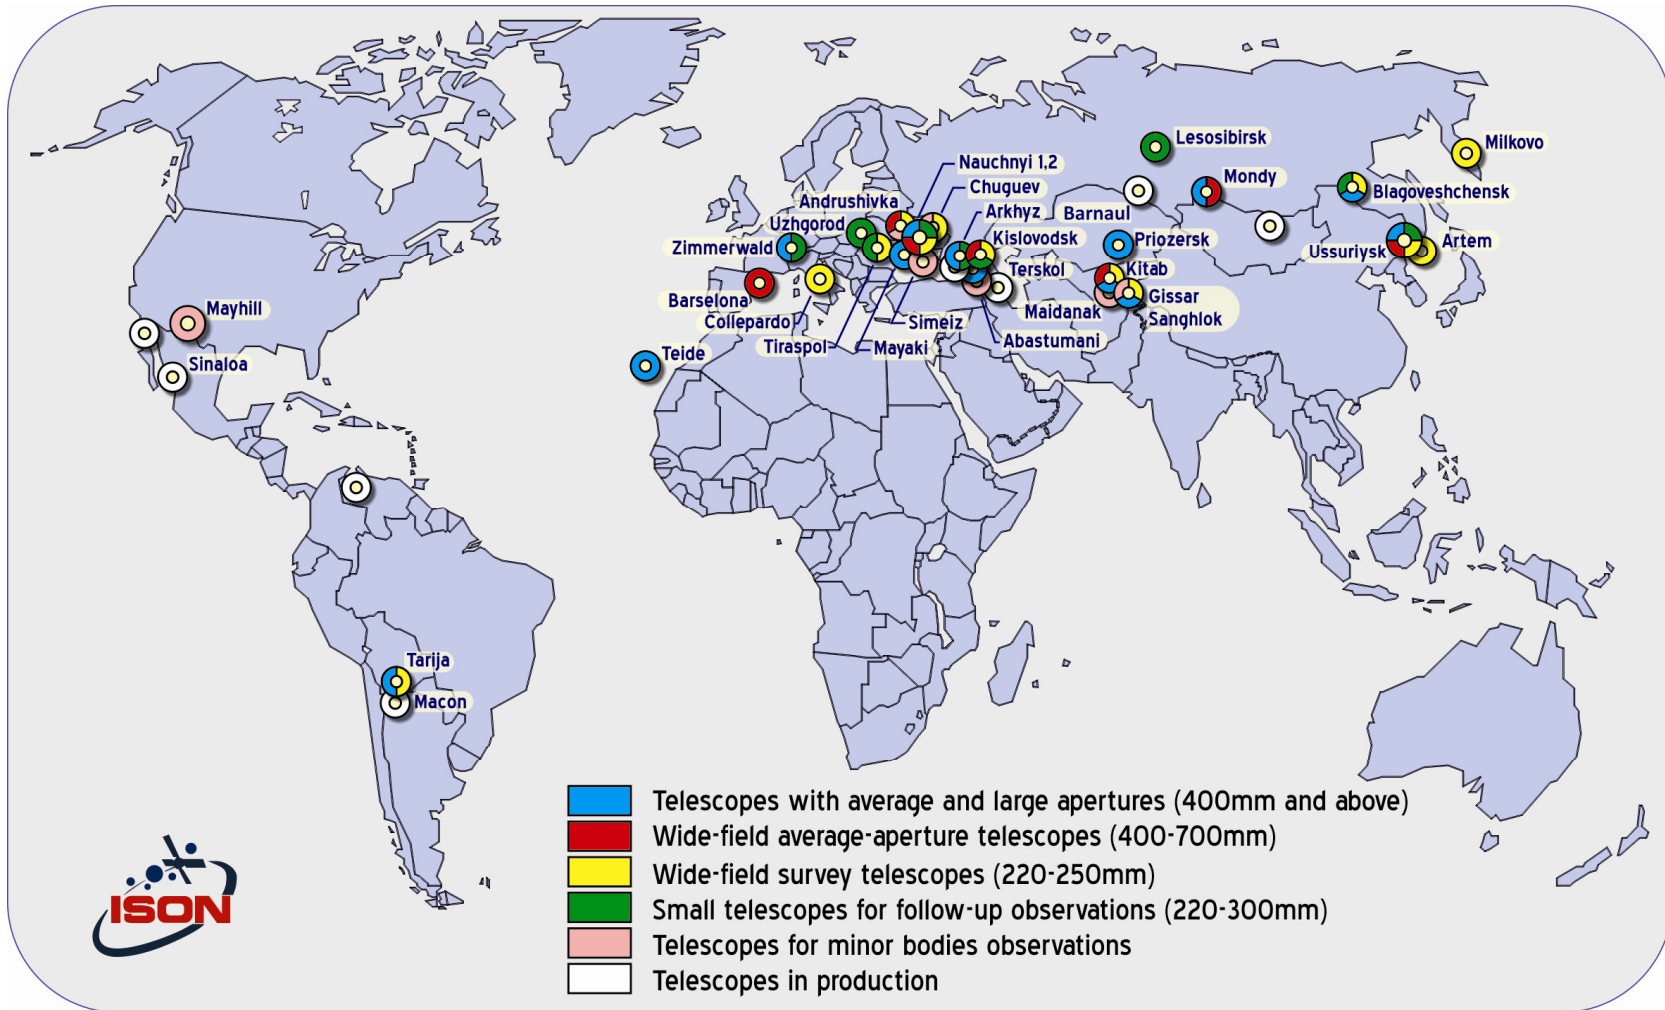 Lesosibirsk
Milkovo
Nauchnyi 1,2
Mondy
Chuguev
Blagoveshchensk
Andrushivka
Arkhyz
Barnaul
Uzhgorod
Kislovodsk
Priozersk
Artem
Zimmerwald
Ussuriysk
Terskol
Kitab
Barselona
Gissar
Mayhill
Maidanak
Sanghlok
Collepardo
Simeiz
Abastumani
Tiraspol
Mayaki
Teide
Sinaloa
Tarija
Macon
Telescopes with average and large apertures (400mm and above)
Wide-field average-aperture telescopes (400-700mm)
Wide-field survey telescopes (220-250mm)
Small telescopes for follow-up observations (220-300mm)
Telescopes for minor bodies observations
Telescopes in production
ISON